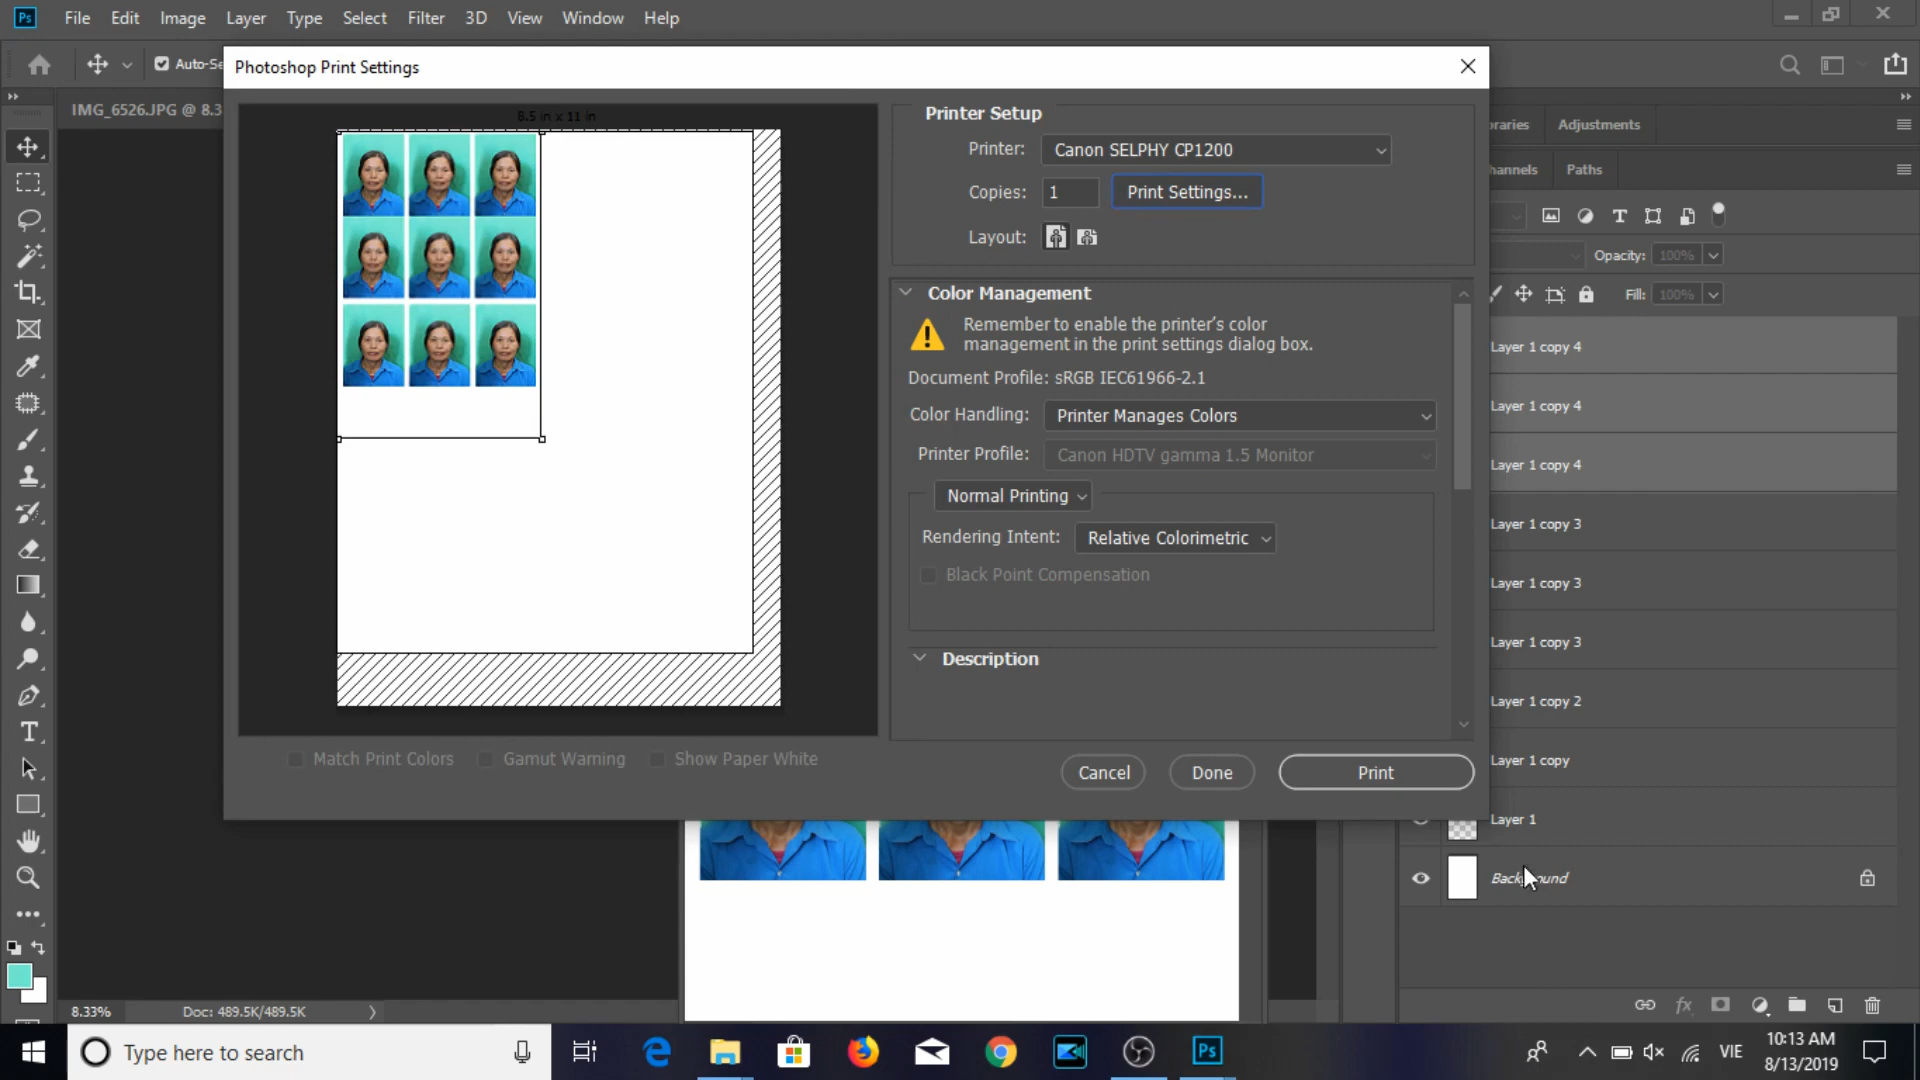 Ps File Edit Image Layer Type Select Filter 3D View Window Help
Auto-Se
IMG_6526.JPG @ 8.3
Photoshop Print Settings
8.5 in x 11 in
Printer Setup
Printer: Canon SELPHY CP1200
Copies: 1 Print Settings...
Layout:
Color Management
Remember to enable the printer's color
management in the print settings dialog box.
Document Profile: sRGB IEC61966-2.1
Color Handling: Printer Manages Colors
Printer Profile: Canon HDTV gamma 1.5 Monitor
Normal Printing
Rendering Intent: Relative Colorimetric
Black Point Compensation
Description
Match Print Colors Gamut Warning Show Paper White
Cancel Done Print
braries Adjustments
hannels Paths
Opacity: 100%
Fill: 100%
Layer 1 copy 4
Layer 1 copy 4
Layer 1 copy 4
Layer 1 copy 3
Layer 1 copy 3
Layer 1 copy 3
Layer 1 copy 2
Layer 1 copy
Layer 1
Background
fx
8.33% Doc: 489.5K/489.5K
Type here to search
Ps
VIE
10:13 AM
8/13/2019